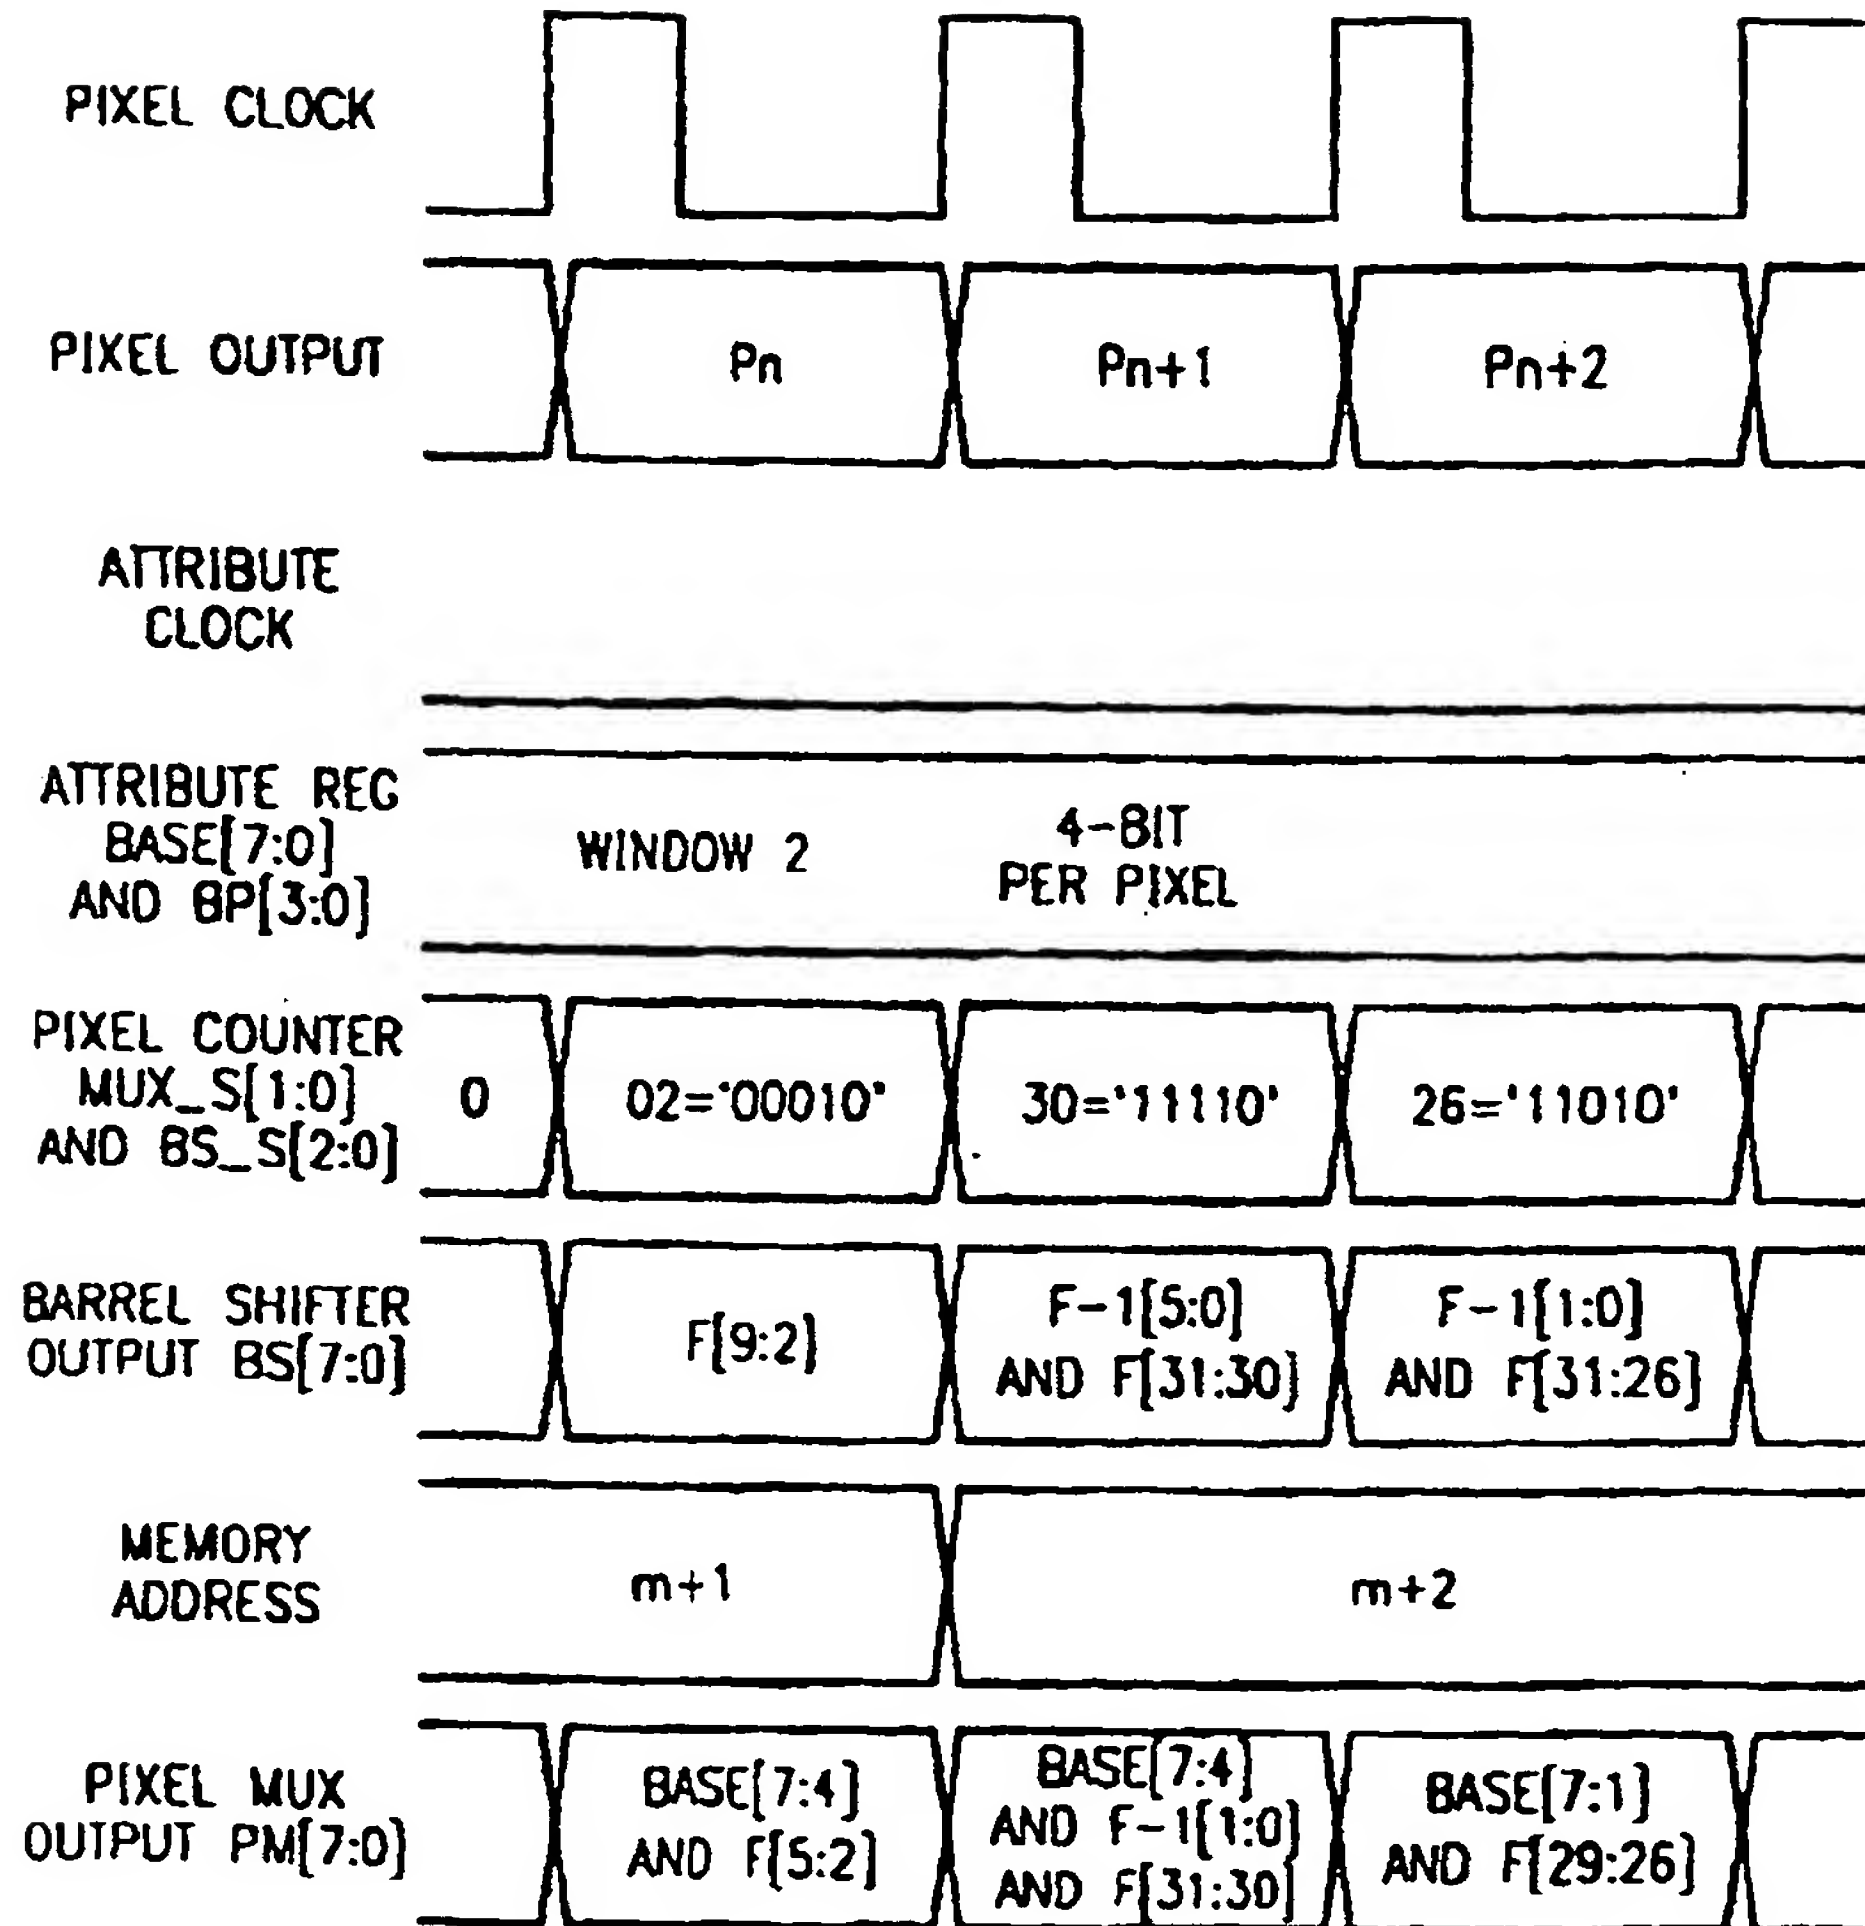 PIXEL CLOCK
PIXEL OUTPUT
Pn
Pn+1
Pn+2
ATTRIBUTE
CLOCK
ATTRIBUTE REG
BASE[7:0]
AND BP[3:0]
WINDOW 2
4-BIT
PER PIXEL
PIXEL COUNTER
MUX_S[1:0]
AND BS_S[2:0]
0
02='00010'
30='11110'
26='11010'
BARREL SHIFTER
OUTPUT BS[7:0]
F[9:2]
F-1[5:0]
AND F[31:30]
F-1[1:0]
AND F[31:26]
MEMORY
ADDRESS
m+1
m+2
PIXEL MUX
OUTPUT PM[7:0]
BASE[7:4]
AND F[5:2]
BASE[7:4]
AND F-1[1:0]
AND F[31:30]
BASE[7:1]
AND F[29:26]